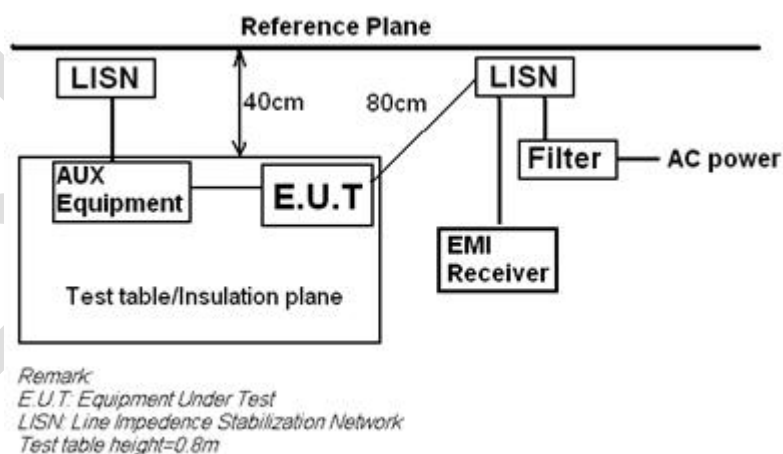 Reference Plane
LISN
40cm
80cm
LISN
Filter
AC power
AUX
Equipment
E.U.T
EMI
Receiver
Test table/Insulation plane
Remark:
E.U.T: Equipment Under Test
LISN: Line Impedence Stabilization Network
Test table height=0.8m